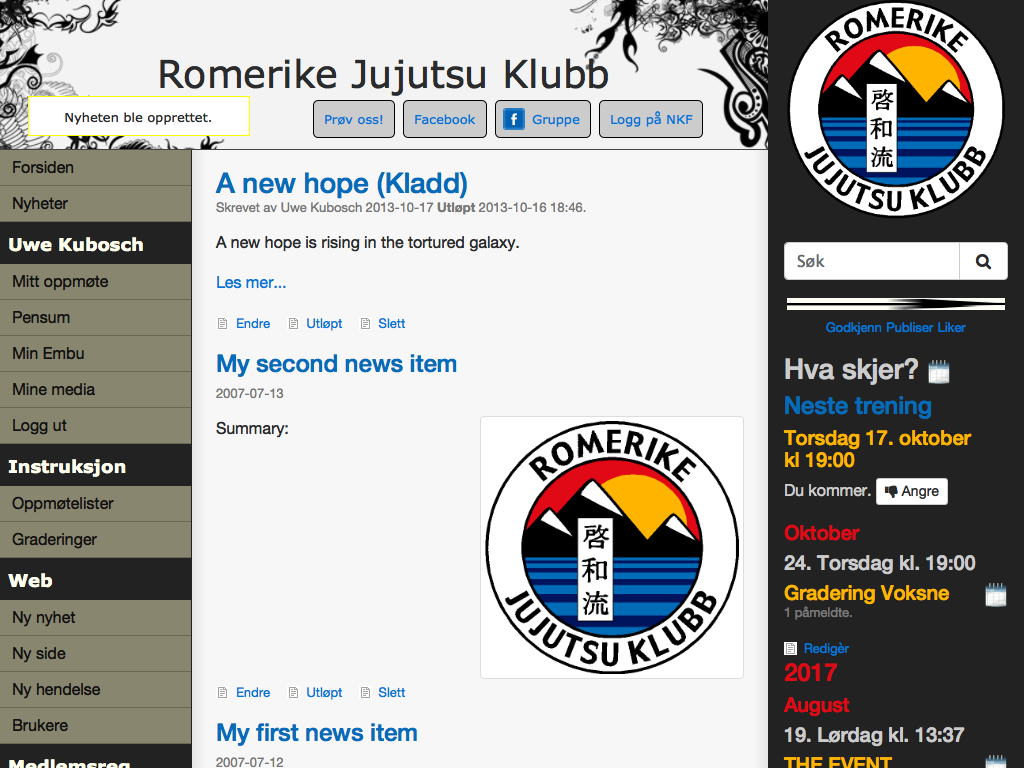 Romerike Jujutsu Klubb
Nyheten ble opprettet.
Prøv oss!
Facebook
Gruppe
Logg på NKF
Forsiden
Nyheter
Uwe Kubosch
Mitt oppmøte
Pensum
Min Embu
Mine media
Logg ut
Instruksjon
Oppmøtelister
Graderinger
Web
Ny nyhet
Ny side
Ny hendelse
Brukere
Medlemsreg
A new hope (Kladd)
Skrevet av Uwe Kubosch 2013-10-17 Utløpt 2013-10-16 18:46.
A new hope is rising in the tortured galaxy.
Les mer...
Endre
Utløpt
Slett
My second news item
2007-07-13
Summary:
ROMERIKE
啓
和
流
JUJUTSU KLUBB
Endre
Utløpt
Slett
My first news item
2007-07-12
ROMERIKE
啓
和
流
JUJUTSU KLUBB
Søk
Godkjenn Publiser Liker
Hva skjer?
Neste trening
Torsdag 17. oktober
kl 19:00
Du kommer.
Angre
Oktober
24. Torsdag kl. 19:00
Gradering Voksne
1 påmeldte.
Redigèr
2017
August
19. Lørdag kl. 13:37
THE EVENT